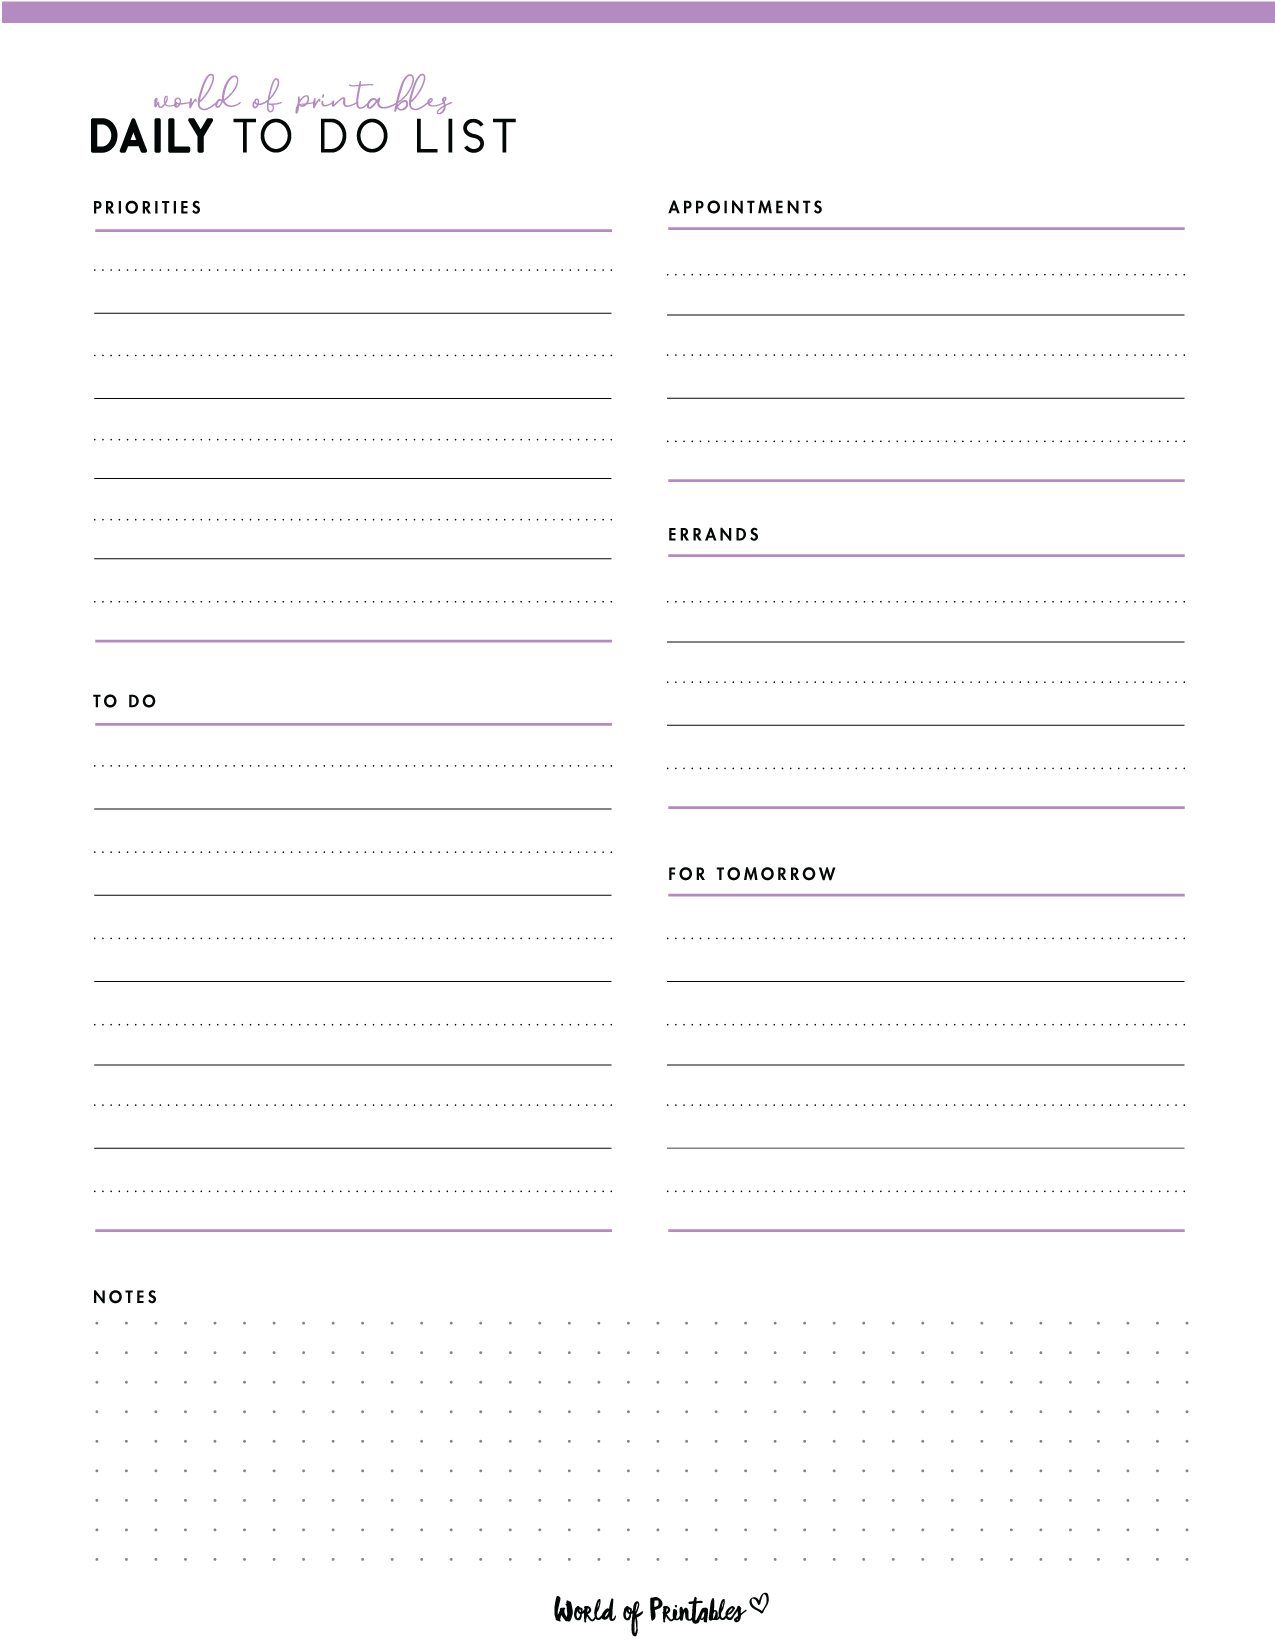 world of printables
DAILY TO DO LIST
PRIORITIES
TO DO
APPOINTMENTS
ERRANDS
FOR TOMORROW
NOTES
World of Printables